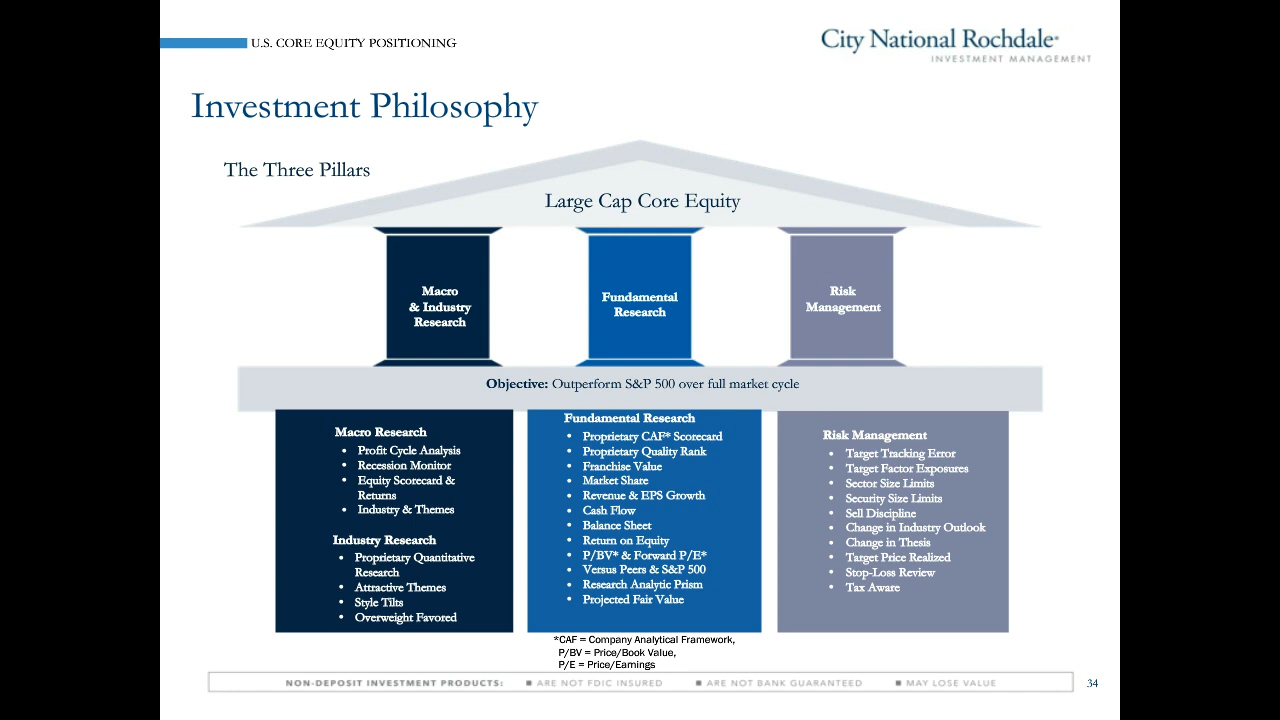 U.S. CORE EQUITY POSITIONING
City National Rochdale®
INVESTMENT MANAGEMENT
Investment Philosophy
The Three Pillars
Large Cap Core Equity
Macro
& Industry
Research
Fundamental
Research
Risk
Management
Objective: Outperform S&P 500 over full market cycle
Macro Research
• Profit Cycle Analysis
• Recession Monitor
• Equity Scorecard &
Returns
• Industry & Themes
Industry Research
• Proprietary Quantitative
Research
• Attractive Themes
• Style Tilts
• Overweight Favored
Fundamental Research
• Proprietary CAF* Scorecard
• Proprietary Quality Rank
• Franchise Value
• Market Share
• Revenue & EPS Growth
• Cash Flow
• Balance Sheet
• Return on Equity
• P/BV* & Forward P/E*
• Versus Peers & S&P 500
• Research Analytic Prism
• Projected Fair Value
Risk Management
• Target Tracking Error
• Target Factor Exposures
• Sector Size Limits
• Security Size Limits
• Sell Discipline
• Change in Industry Outlook
• Change in Thesis
• Target Price Realized
• Stop-Loss Review
• Tax Aware
*CAF = Company Analytical Framework,
P/BV = Price/Book Value,
P/E = Price/Earnings
NON-DEPOSIT INVESTMENT PRODUCTS: ■ ARE NOT FDIC INSURED ■ ARE NOT BANK GUARANTEED ■ MAY LOSE VALUE
34